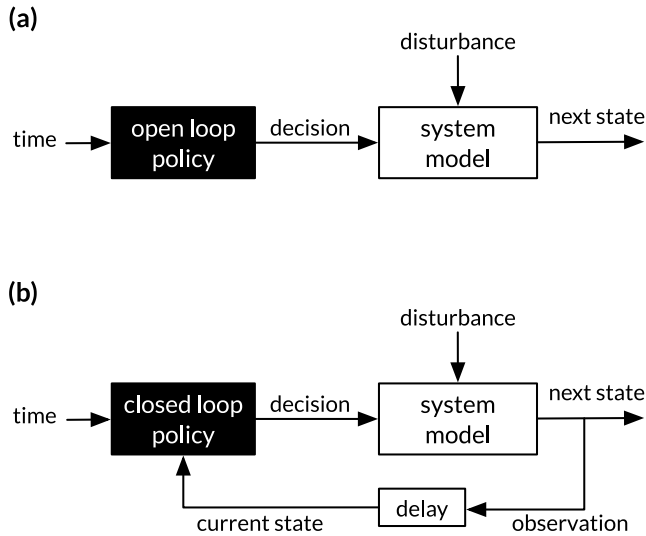 (a)
disturbance
time
open loop
policy
decision
system
model
next state
(b)
disturbance
time
closed loop
policy
decision
system
model
next state
current state
delay
observation